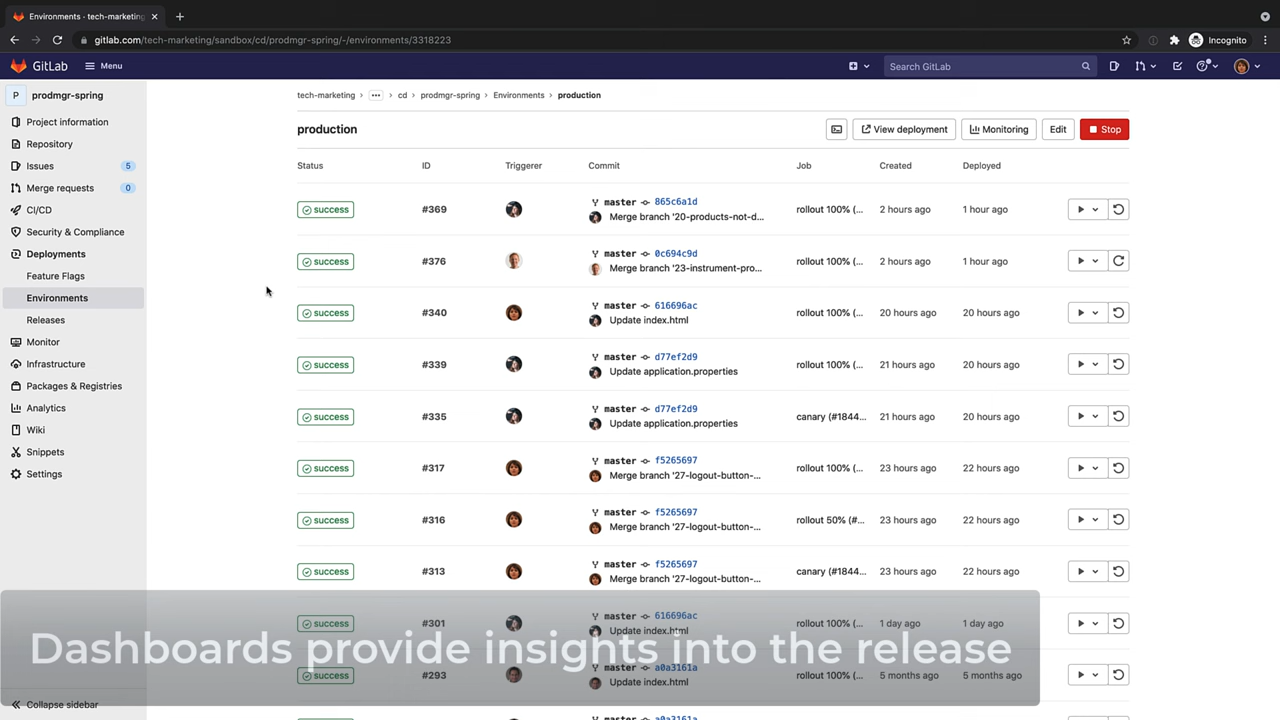 Environments · tech-marketing
gitlab.com/tech-marketing/sandbox/cd/prodmgr-spring/-/environments/3318223
Incognito
GitLab
Menu
Search GitLab
P
prodmgr-spring
Project information
Repository
Issues 5
Merge requests 0
CI/CD
Security & Compliance
Deployments
Feature Flags
Environments
Releases
Monitor
Infrastructure
Packages & Registries
Analytics
Wiki
Snippets
Settings
Collapse sidebar
tech-marketing > ... > cd > prodmgr-spring > Environments > production
production
View deployment
Monitoring
Edit
Stop
Status ID Triggerer Commit Job Created Deployed
success #369 master 865c6a1d rollout 100% (... 2 hours ago 1 hour ago
Merge branch '20-products-not-d...
success #376 master 0c694c9d rollout 100% (... 2 hours ago 1 hour ago
Merge branch '23-instrument-pro...
success #340 master 616696ac rollout 100% (... 20 hours ago 20 hours ago
Update index.html
success #339 master d77ef2d9 rollout 100% (... 21 hours ago 20 hours ago
Update application.properties
success #335 master d77ef2d9 canary (#1844... 21 hours ago 20 hours ago
Update application.properties
success #317 master f5265697 rollout 100% (... 23 hours ago 22 hours ago
Merge branch '27-logout-button-...
success #316 master f5265697 rollout 50% (#... 23 hours ago 22 hours ago
Merge branch '27-logout-button-...
success #313 master f5265697 canary (#1844... 23 hours ago 22 hours ago
Merge branch '27-logout-button-...
success #301 master 616696ac rollout 100% (... 1 day ago 1 day ago
Update index.html
success #293 master a0a3161a rollout 100% (... 5 months ago 5 months ago
Update index.html
Dashboards provide insights into the release